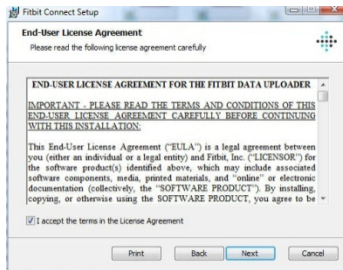 Fitbit Connect Setup
End-User License Agreement
Please read the following license agreement carefully
END-USER LICENSE AGREEMENT FOR THE FITBIT DATA UPLOADER
IMPORTANT - PLEASE READ THE TERMS AND CONDITIONS OF THIS
END-USER LICENSE AGREEMENT CAREFULLY BEFORE CONTINUING
WITH THIS INSTALLATION:
This End-User License Agreement ("EULA") is a legal agreement between
you (either an individual or a legal entity) and Fitbit, Inc. ("LICENSOR") for
the software product(s) identified above, which may include associated
software components, media, printed materials, and "online" or electronic
documentation (collectively, the "SOFTWARE PRODUCT"). By installing,
copying, or otherwise using the SOFTWARE PRODUCT, you agree to be
I accept the terms in the License Agreement
Print Back Next Cancel